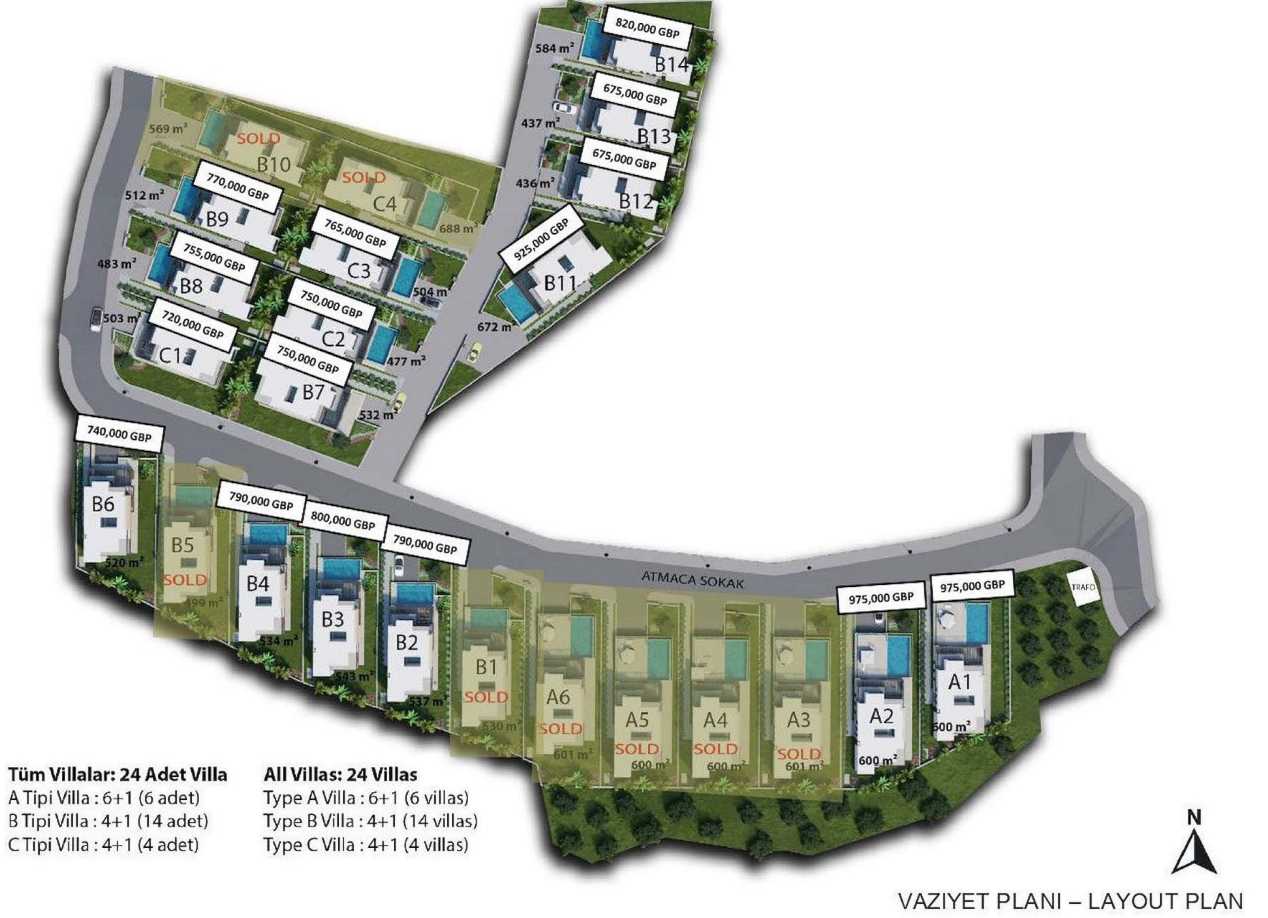 820,000 GBP
584 m²
B14
675,000 GBP
437 m²
B13
675,000 GBP
436 m²
B12
925,000 GBP
B11
672 m²
569 m²
SOLD
B10
SOLD
C4
688 m²
770,000 GBP
512 m²
B9
765,000 GBP
C3
504 m
755,000 GBP
483 m²
B8
750,000 GBP
C2
477 m²
503 m²
720,000 GBP
C1
750,000 GBP
B7
532 m²
740,000 GBP
B6
520 m²
B5
SOLD
499 m²
790,000 GBP
B4
534 m²
800,000 GBP
B3
543 m²
790,000 GBP
B2
537 m²
B1
SOLD
530 m²
A6
SOLD
601 m²
A5
SOLD
600 m²
A4
SOLD
600 m²
A3
SOLD
601 m²
975,000 GBP
A2
600 m²
975,000 GBP
A1
600 m²
ATMACA SOKAK
TRAFO
Tüm Villalar: 24 Adet Villa
A Tipi Villa : 6+1 (6 adet)
B Tipi Villa : 4+1 (14 adet)
C Tipi Villa : 4+1 (4 adet)
All Villas: 24 Villas
Type A Villa : 6+1 (6 villas)
Type B Villa : 4+1 (14 villas)
Type C Villa : 4+1 (4 villas)
N
VAZIYET PLANI – LAYOUT PLAN